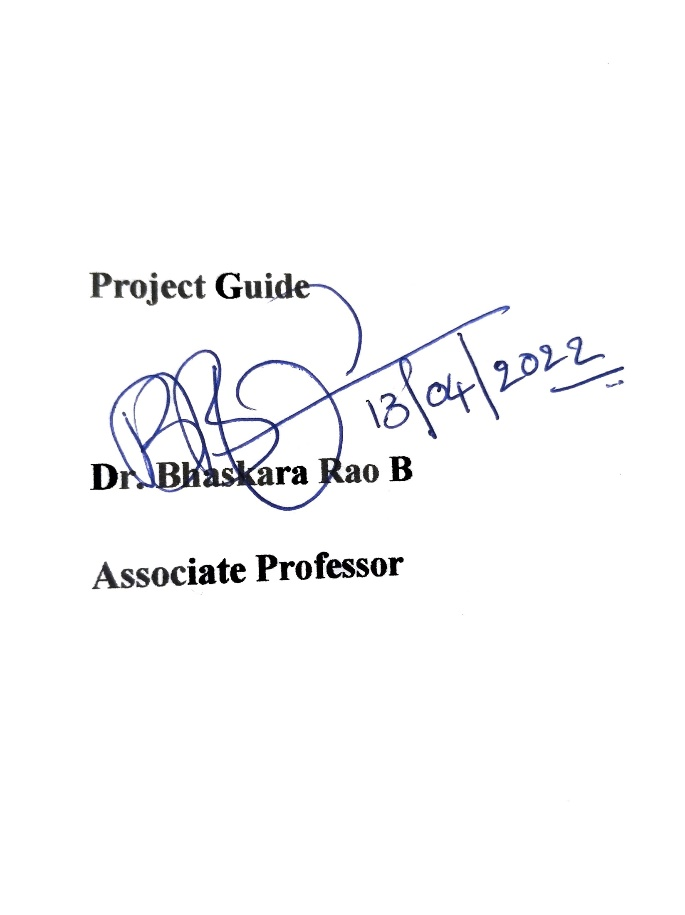 Project Guide
13/04/2022
Dr. Bhaskara Rao B
Associate Professor